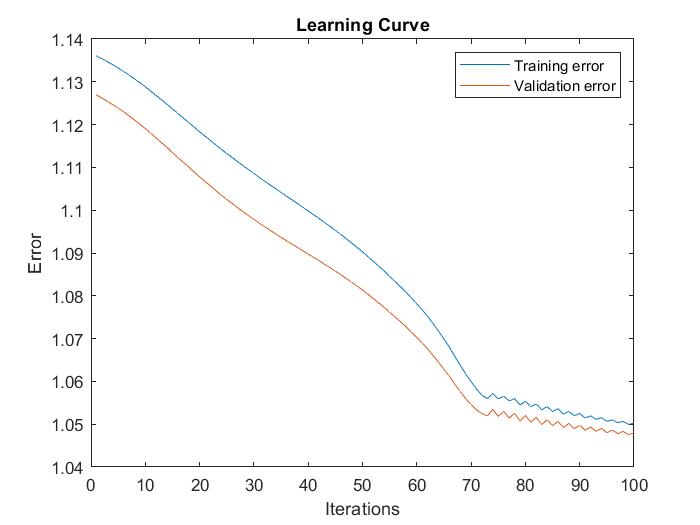 Learning Curve
1.14
1.13
1.12
1.11
1.1
1.09
1.08
1.07
1.06
1.05
1.04
Error
Training error
Validation error
0 10 20 30 40 50 60 70 80 90 100
Iterations